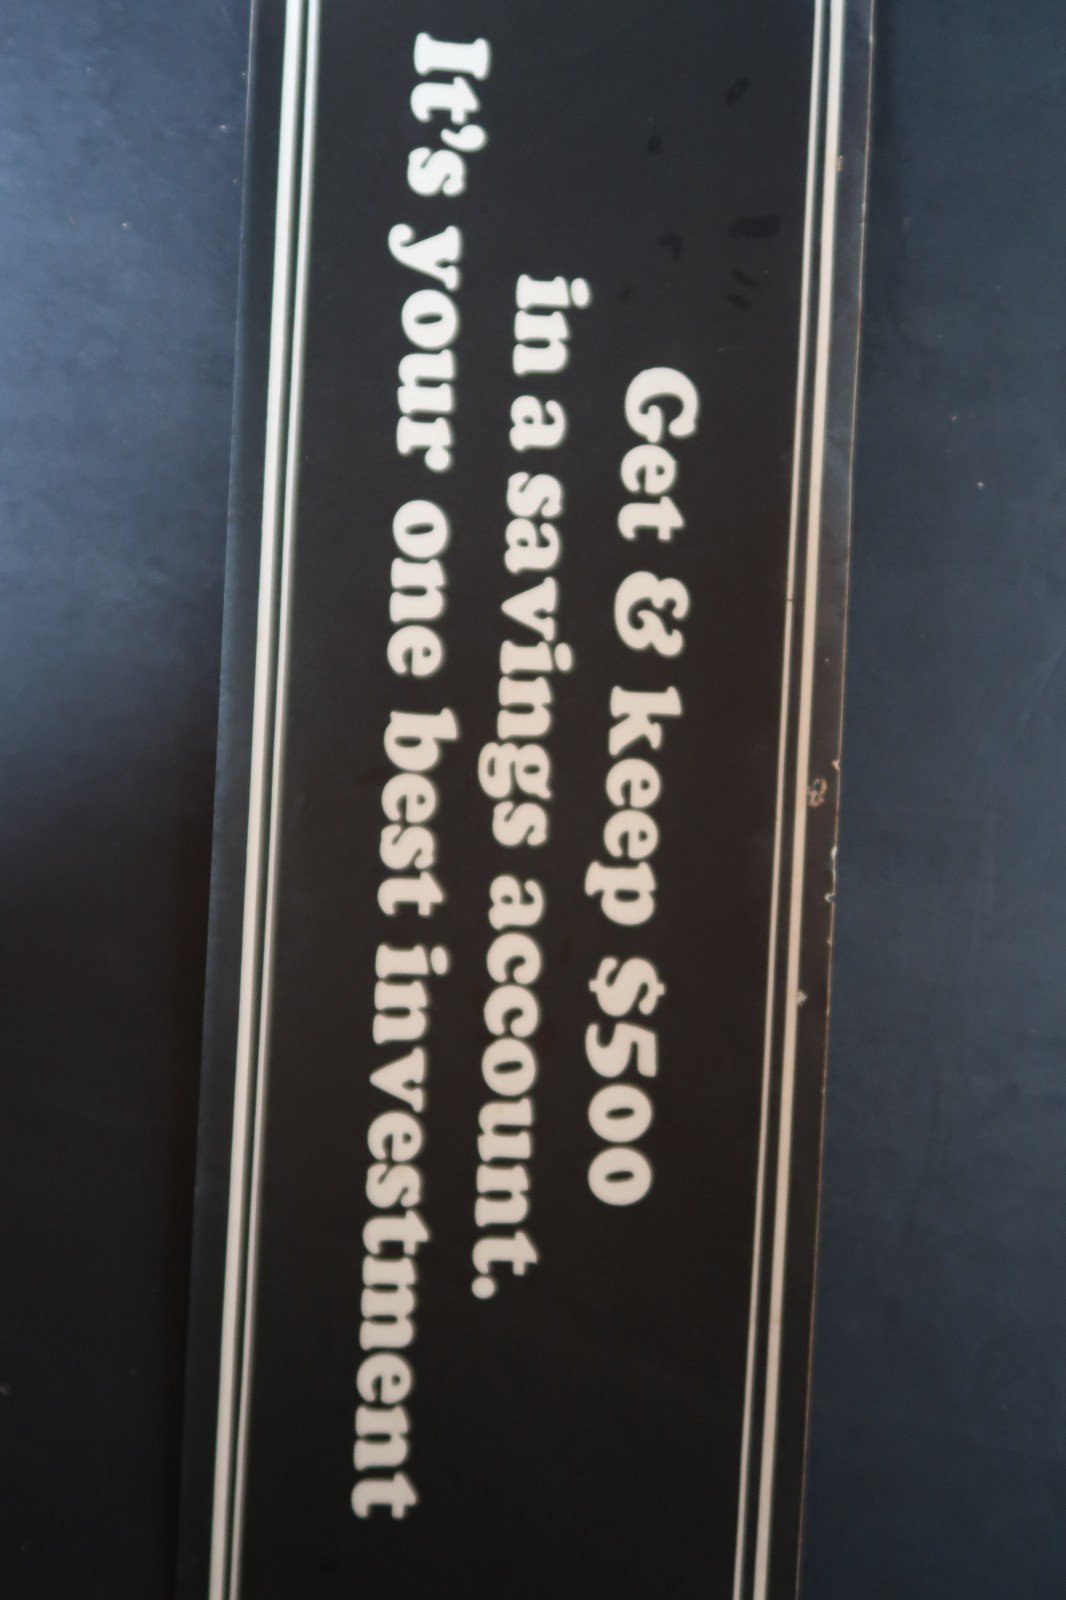 Get & keep $500
in a savings account.
It's your one best investment